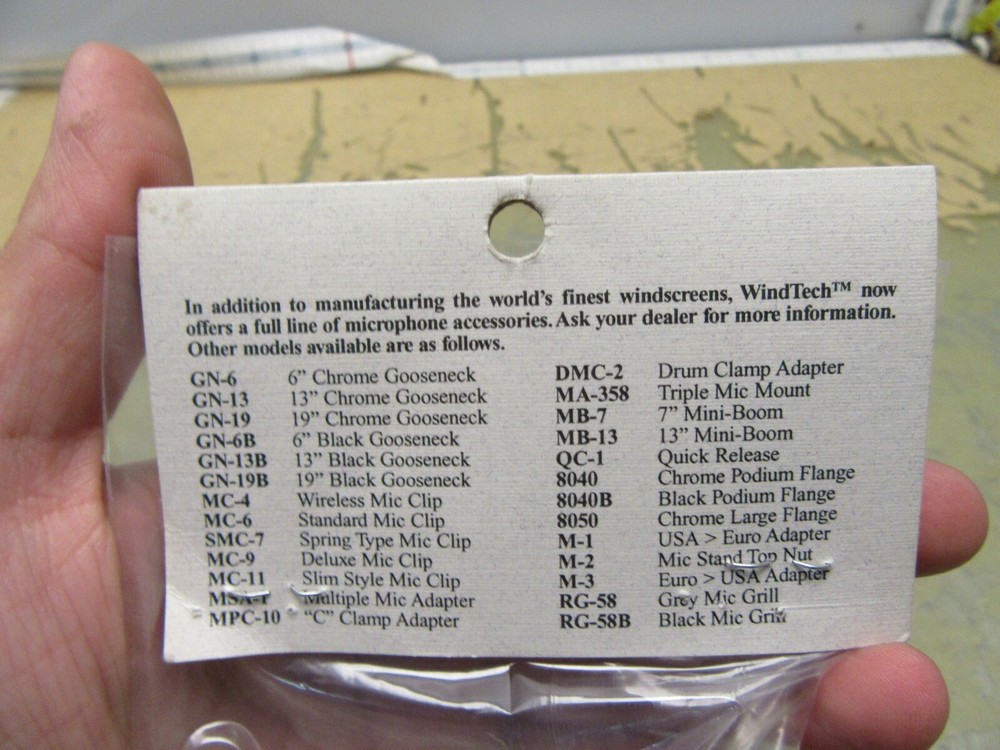 In addition to manufacturing the world's finest windscreens, WindTech™ now
offers a full line of microphone accessories. Ask your dealer for more information.
Other models available are as follows.
GN-6 6” Chrome Gooseneck
GN-13 13” Chrome Gooseneck
GN-19 19” Chrome Gooseneck
GN-6B 6” Black Gooseneck
GN-13B 13” Black Gooseneck
GN-19B 19” Black Gooseneck
MC-4 Wireless Mic Clip
MC-6 Standard Mic Clip
SMC-7 Spring Type Mic Clip
MC-9 Deluxe Mic Clip
MC-11 Slim Style Mic Clip
MSA-1 Multiple Mic Adapter
MPC-10 “C” Clamp Adapter
DMC-2 Drum Clamp Adapter
MA-358 Triple Mic Mount
MB-7 7” Mini-Boom
MB-13 13” Mini-Boom
QC-1 Quick Release
8040 Chrome Podium Flange
8040B Black Podium Flange
8050 Chrome Large Flange
M-1 USA > Euro Adapter
M-2 Mic Stand Top Nut
M-3 Euro > USA Adapter
RG-58 Grey Mic Grill
RG-58B Black Mic Grill